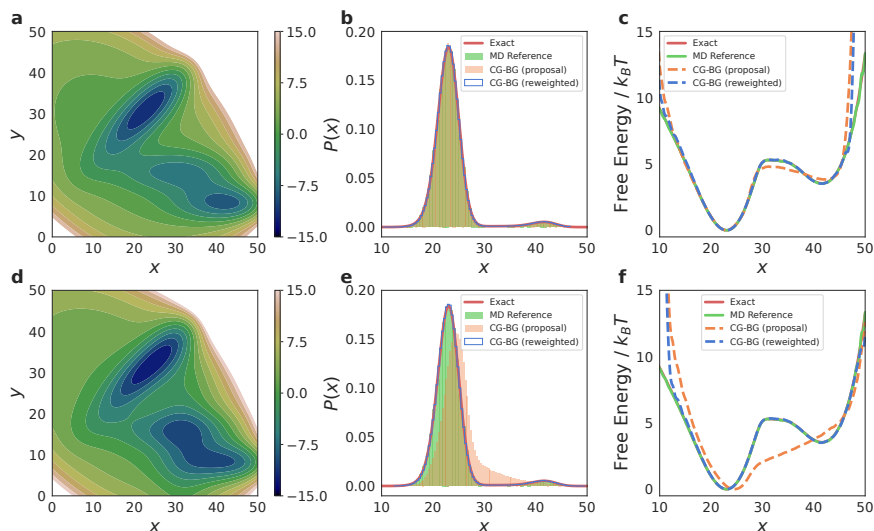 a
50
40
30
20
10
0
y
0 10 20 30 40 50
x
15.0
7.5
0.0
−7.5
−15.0
b
0.20
0.15
0.10
0.05
0.00
P(x)
10 20 30 40 50
x
Exact
MD Reference
CG-BG (proposal)
CG-BG (reweighted)
c
15
10
5
0
Free Energy / k_BT
10 20 30 40 50
x
Exact
MD Reference
CG-BG (proposal)
CG-BG (reweighted)
d
50
40
30
20
10
0
y
0 10 20 30 40 50
x
15.0
7.5
0.0
−7.5
−15.0
e
0.20
0.15
0.10
0.05
0.00
P(x)
10 20 30 40 50
x
Exact
MD Reference
CG-BG (proposal)
CG-BG (reweighted)
f
15
10
5
0
Free Energy / k_BT
10 20 30 40 50
x
Exact
MD Reference
CG-BG (proposal)
CG-BG (reweighted)